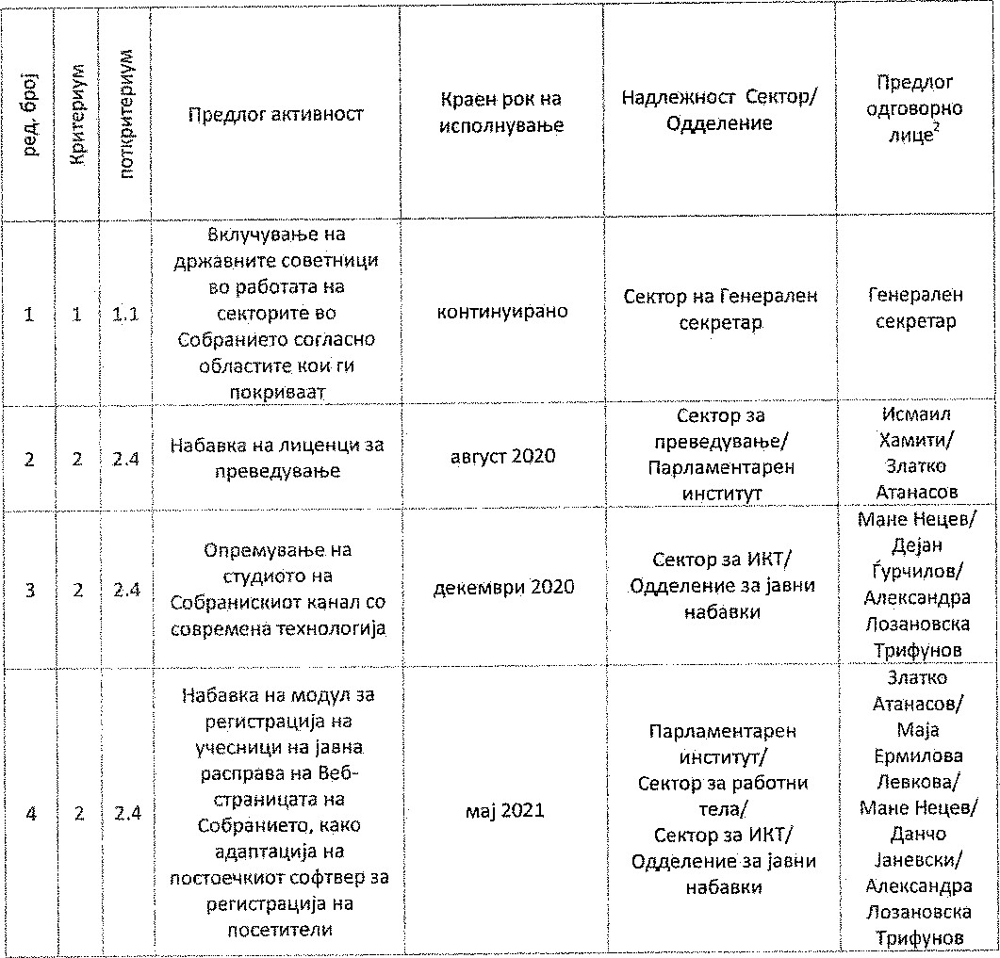 ред. број
Критериум
поткритериум
Предлог активност
Краен рок на
исполнување
Надлежност Сектор/
Одделение
Предлог
одговорно
лице²
1
1
1.1
Вклучување на
државните советници
во работата на
секторите во
Собранието согласно
областите кои ги
покриваат
континуирано
Сектор на Генерален
секретар
Генерален
секретар
2
2
2.4
Набавка на лиценци за
преведување
август 2020
Сектор за
преведување/
Парламентарен
институт
Исмаил
Хамити/
Златко
Атанасов
3
2
2.4
Опремување на
студиото на
Собранискиот канал со
современа технологија
декември 2020
Сектор за ИКТ/
Одделение за јавни
набавки
Мане Нецев/
Дејан
Ѓурчилов/
Александра
Лозановска
Трифунов
4
2
2.4
Набавка на модул за
регистрација на
учесници на јавна
расправа на Веб-
страницата на
Собранието, како
адаптација на
постоечкиот софтвер за
регистрација на
посетители
мај 2021
Парламентарен
институт/
Сектор за работни
тела/
Сектор за ИКТ/
Одделение за јавни
набавки
Златко
Атанасов/
Маја
Ермилова
Левкова/
Мане Нецев/
Данчо
Јаневски/
Александра
Лозановска
Трифунов